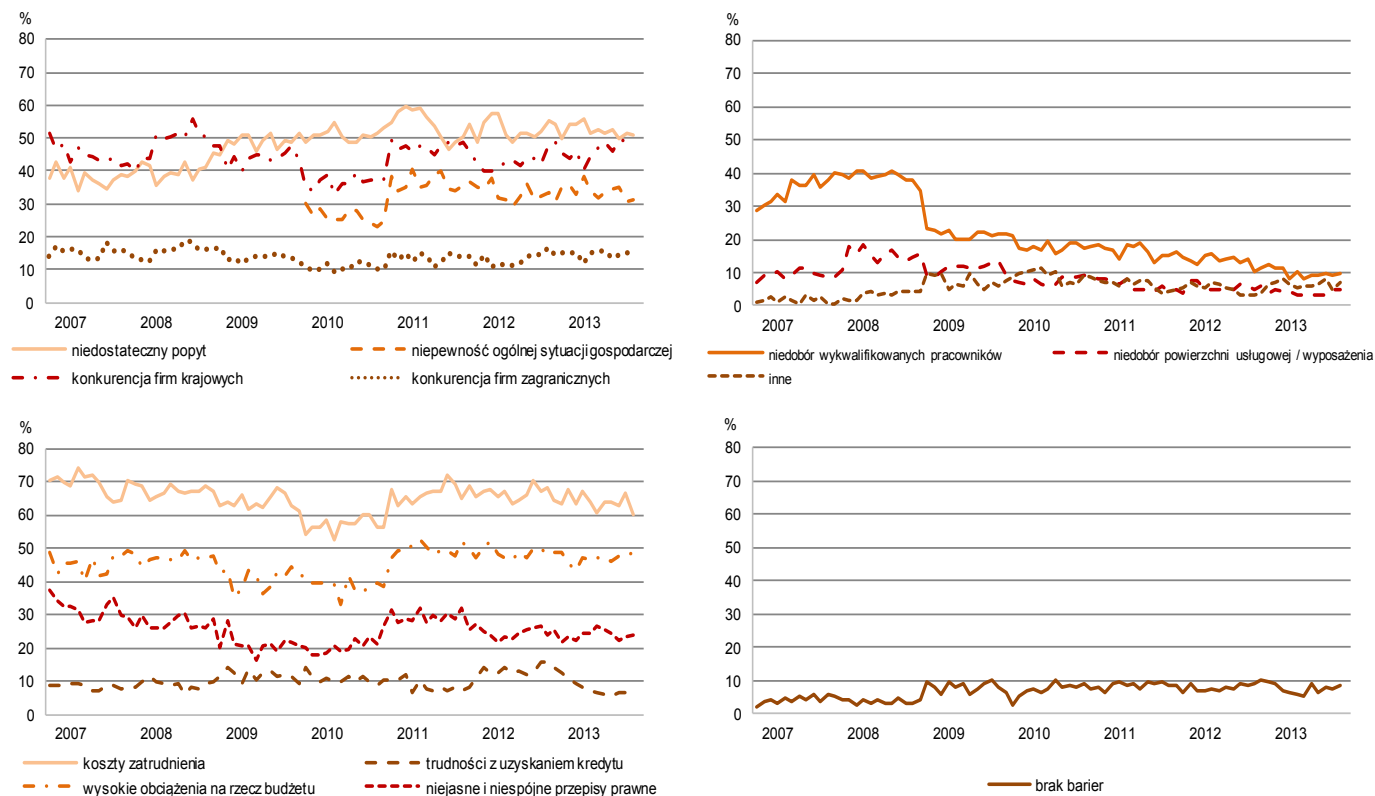 %
80
70
60
50
40
30
20
10
0
2007 2008 2009 2010 2011 2012 2013
niedostateczny popyt
niepewność ogólnej sytuacji gospodarczej
konkurencja firm krajowych
konkurencja firm zagranicznych
%
80
70
60
50
40
30
20
10
0
2007 2008 2009 2010 2011 2012 2013
niedobór wykwalifikowanych pracowników
niedobór powierzchni usługowej / wyposażenia
inne
%
80
70
60
50
40
30
20
10
0
2007 2008 2009 2010 2011 2012 2013
koszty zatrudnienia
trudności z uzyskaniem kredytu
wysokie obciążenia na rzecz budżetu
niejasne i niespójne przepisy prawne
%
80
70
60
50
40
30
20
10
0
2007 2008 2009 2010 2011 2012 2013
brak barier